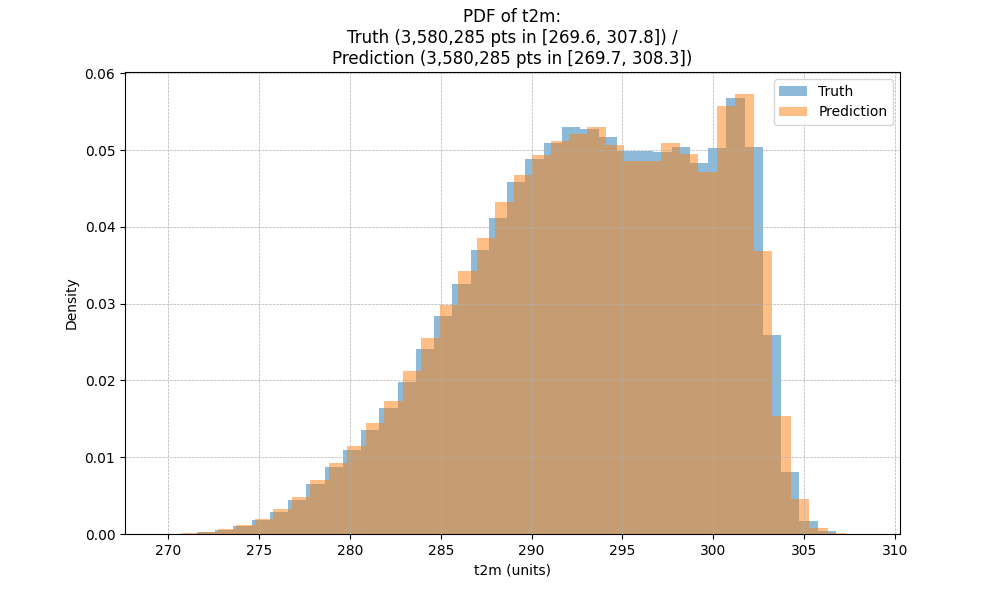 PDF of t2m:
Truth (3,580,285 pts in [269.6, 307.8]) /
Prediction (3,580,285 pts in [269.7, 308.3])
Truth
Prediction
0.06
0.05
0.04
0.03
0.02
0.01
0.00
Density
270 275 280 285 290 295 300 305 310
t2m (units)